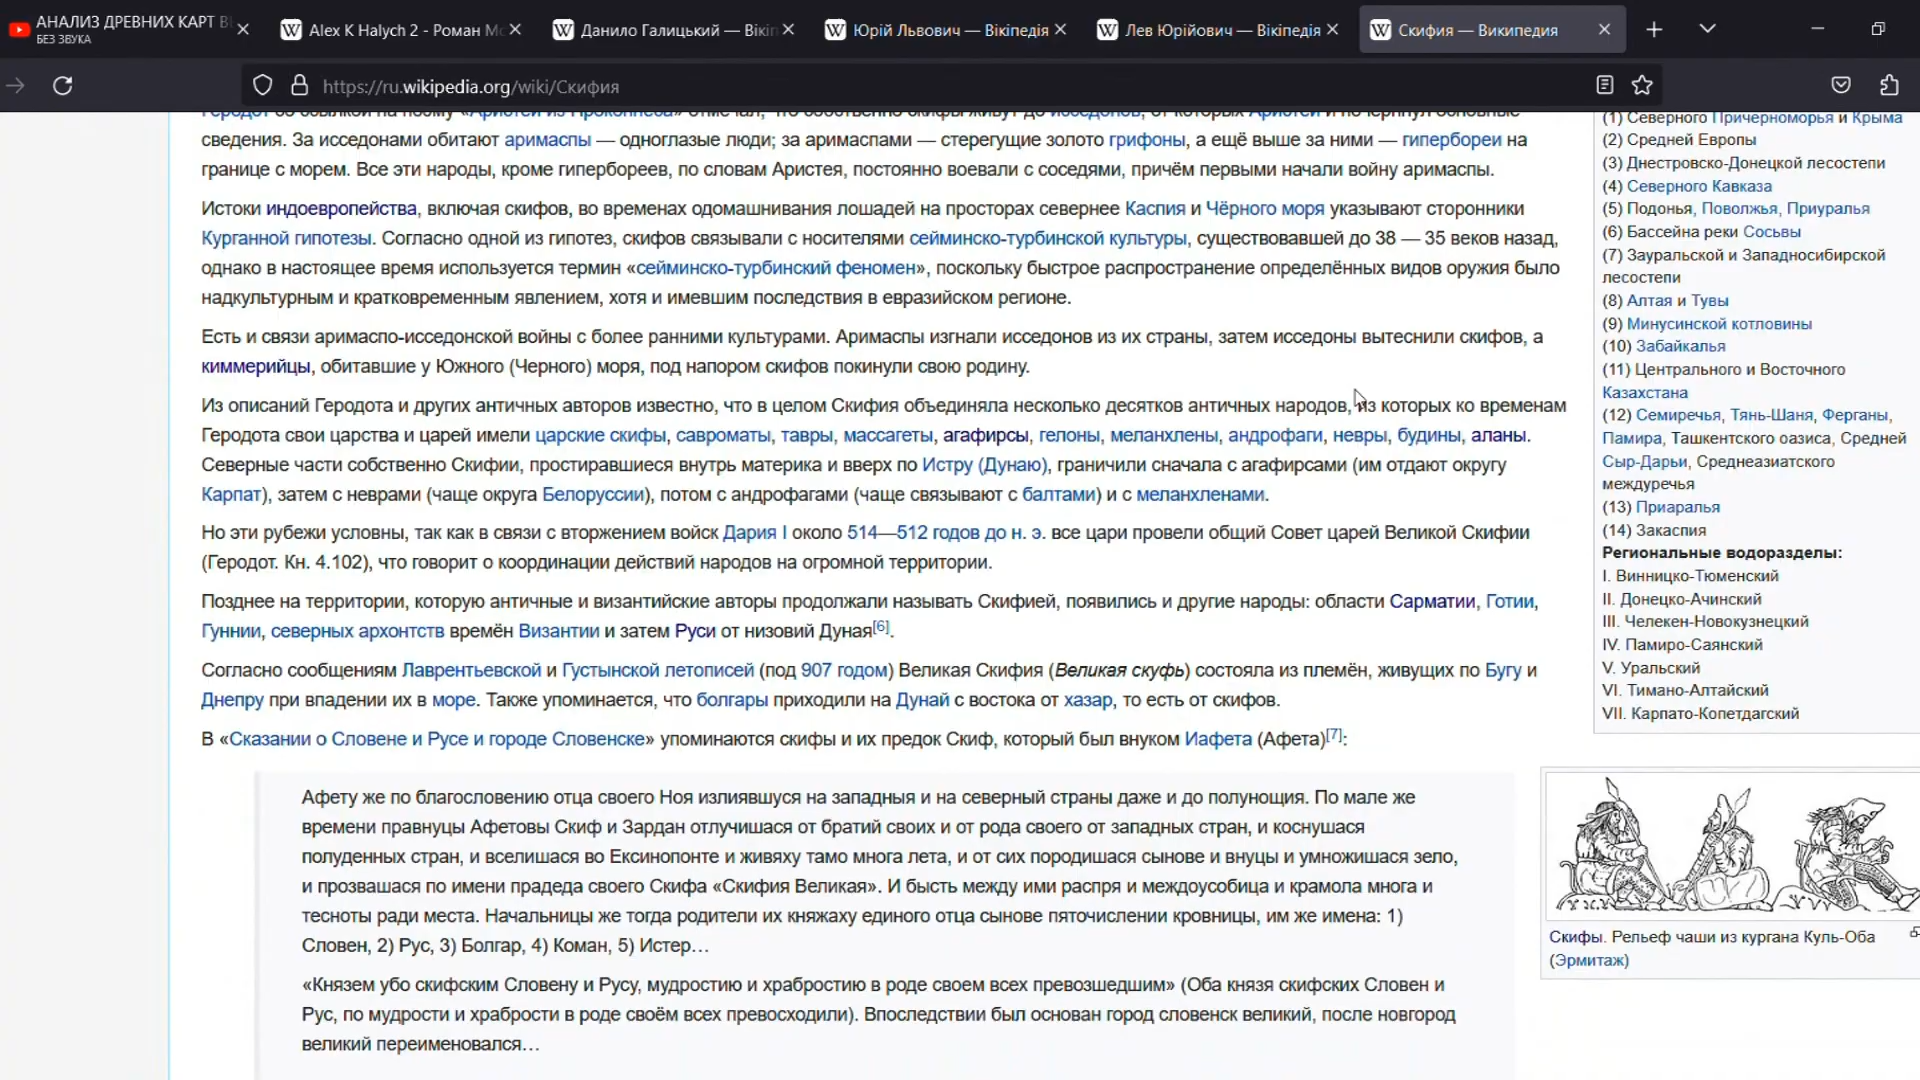 АНАЛИЗ ДРЕВНИХ КАРТ В
БЕЗ ЗВУКА
Alex K Halych 2 - Роман Мс
Данило Галицький — Вікіп
Юрій Львович — Вікіпедія
Лев Юрійович — Вікіпедія
Скифия — Википедия
https://ru.wikipedia.org/wiki/Скифия
сведения. За исседонами обитают аримаспы — одноглазые люди; за аримаспами — стерегущие золото грифоны, а ещё выше за ними — гипербореи на
границе с морем. Все эти народы, кроме гипербореев, по словам Аристея, постоянно воевали с соседями, причём первыми начали войну аримаспы.
Истоки индоевропейства, включая скифов, во временах одомашнивания лошадей на просторах севернее Каспия и Чёрного моря указывают сторонники
Курганной гипотезы. Согласно одной из гипотез, скифов связывали с носителями сейминско-турбинской культуры, существовавшей до 38 — 35 веков назад,
однако в настоящее время используется термин «сейминско-турбинский феномен», поскольку быстрое распространение определённых видов оружия было
надкультурным и кратковременным явлением, хотя и имевшим последствия в евразийском регионе.
Есть и связи аримаспо-исседонской войны с более ранними культурами. Аримаспы изгнали исседонов из их страны, затем исседоны вытеснили скифов, а
киммерийцы, обитавшие у Южного (Черного) моря, под напором скифов покинули свою родину.
Из описаний Геродота и других античных авторов известно, что в целом Скифия объединяла несколько десятков античных народов, из которых ко временам
Геродота свои царства и царей имели царские скифы, савроматы, тавры, массагеты, агафирсы, гелоны, меланхлены, андрофаги, невры, будины, аланы.
Северные части собственно Скифии, простиравшиеся внутрь материка и вверх по Истру (Дунаю), граничили сначала с агафирсами (им отдают округу
Карпат), затем с неврами (чаще округа Белоруссии), потом с андрофагами (чаще связывают с балтами) и с меланхленами.
Но эти рубежи условны, так как в связи с вторжением войск Дария I около 514—512 годов до н. э. все цари провели общий Совет царей Великой Скифии
(Геродот. Кн. 4.102), что говорит о координации действий народов на огромной территории.
Позднее на территории, которую античные и византийские авторы продолжали называть Скифией, появились и другие народы: области Сарматии, Готии,
Гуннии, северных архонтств времён Византии и затем Руси от низовий Дуная[6].
Согласно сообщениям Лаврентьевской и Густынской летописей (под 907 годом) Великая Скифия (Великая скуфь) состояла из племён, живущих по Бугу и
Днепру при впадении их в море. Также упоминается, что болгары приходили на Дунай с востока от хазар, то есть от скифов.
В «Сказании о Словене и Русе и городе Словенске» упоминаются скифы и их предок Скиф, который был внуком Иафета (Афета)[7]:
Афету же по благословению отца своего Ноя излиявшуся на западныя и на северный страны даже и до полунощия. По мале же
времени правнуцы Афетовы Скиф и Зардан отлучишася от братий своих и от рода своего от западных стран, и коснушася
полуденных стран, и вселишася во Ексинопонте и живяху тамо многа лета, и от сих породишася сынове и внуцы и умножишася зело,
и прозвашася по имени прадеда своего Скифа «Скифия Великая». И бысть между ими распря и междоусобица и крамола многа и
тесноты ради места. Начальницы же тогда родители их княжаху единого отца сынове пяточислении кровницы, им же имена: 1)
Словен, 2) Рус, 3) Болгар, 4) Коман, 5) Истер…
«Князем убо скифским Словену и Русу, мудростию и храбростию в роде своем всех превозшедшим» (Оба князя скифских Словен и
Рус, по мудрости и храбрости в роде своём всех превосходили). Впоследствии был основан город словенск великий, после новгород
великий переименовался…
(1) Северного Причерноморья и Крыма
(2) Средней Европы
(3) Днестровско-Донецкой лесостепи
(4) Северного Кавказа
(5) Подонья, Поволжья, Приуралья
(6) Бассейна реки Сосьвы
(7) Зауральской и Западносибирской
лесостепи
(8) Алтая и Тувы
(9) Минусинской котловины
(10) Забайкалья
(11) Центрального и Восточного
Казахстана
(12) Семиречья, Тянь-Шаня, Ферганы,
Памира, Ташкентского оазиса, Средней
Сыр-Дарьи, Среднеазиатского
междуречья
(13) Приаралья
(14) Закаспия
Региональные водоразделы:
I. Винницко-Тюменский
II. Донецко-Ачинский
III. Челекен-Новокузнецкий
IV. Памиро-Саянский
V. Уральский
VI. Тимано-Алтайский
VII. Карпато-Копетдагский
Скифы. Рельеф чаши из кургана Куль-Оба
(Эрмитаж)